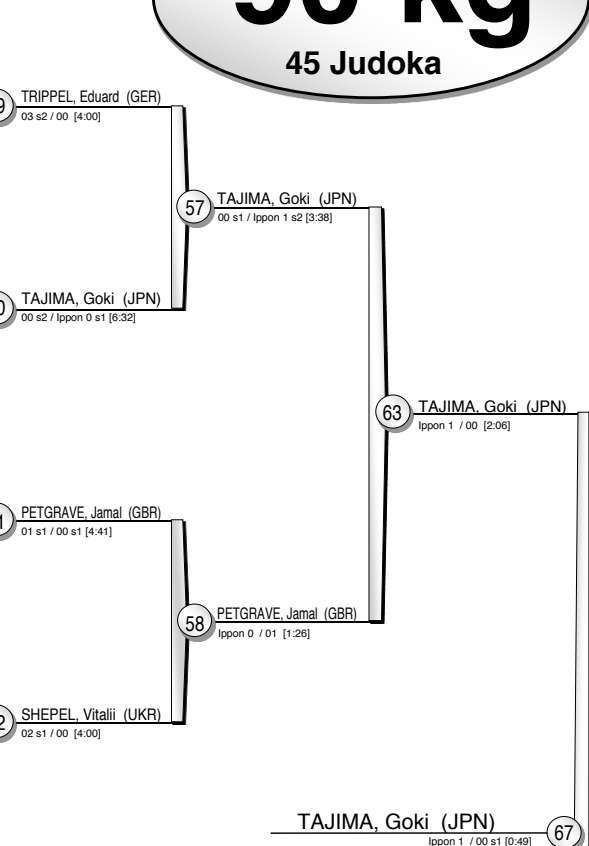 45 Judoka
TRIPPEL, Eduard (GER)
03 s2 / 00 [4:00]
57
TAJIMA, Goki (JPN)
00 s1 / Ippon 1 s2 [3:38]
TAJIMA, Goki (JPN)
00 s2 / Ippon 0 s1 [6:32]
63
TAJIMA, Goki (JPN)
Ippon 1 / 00 [2:06]
PETGRAVE, Jamal (GBR)
01 s1 / 00 s1 [4:41]
58
PETGRAVE, Jamal (GBR)
Ippon 0 / 01 [1:26]
SHEPEL, Vitalii (UKR)
02 s1 / 00 [4:00]
TAJIMA, Goki (JPN)
67
Ippon 1 / 00 s1 [0:49]